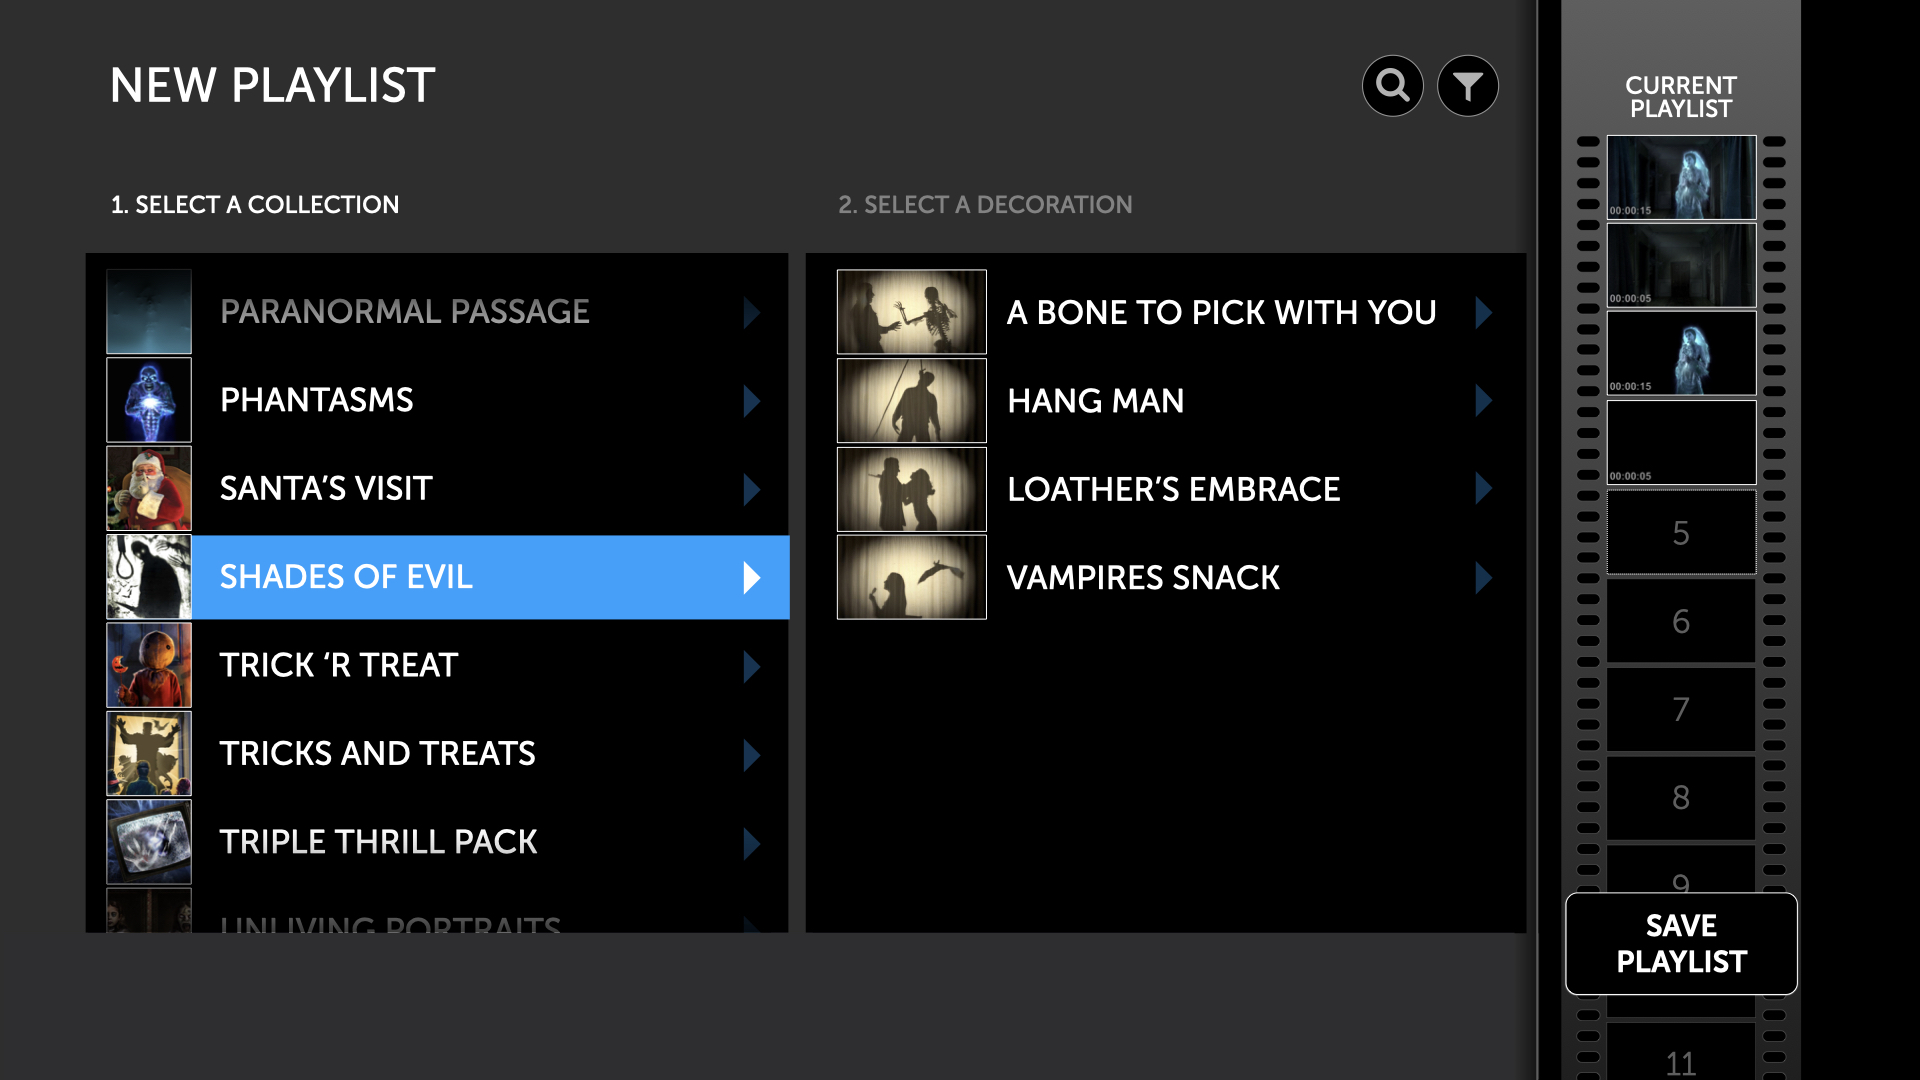 NEW PLAYLIST
1. SELECT A COLLECTION
PARANORMAL PASSAGE
PHANTASMS
SANTA’S VISIT
SHADES OF EVIL
TRICK ‘R TREAT
TRICKS AND TREATS
TRIPLE THRILL PACK
UNLIVING PORTRAITS
2. SELECT A DECORATION
A BONE TO PICK WITH YOU
HANG MAN
LOATHER’S EMBRACE
VAMPIRES SNACK
CURRENT
PLAYLIST
00:00:15
00:00:05
00:00:15
00:00:05
5
6
7
8
9
SAVE
PLAYLIST
11